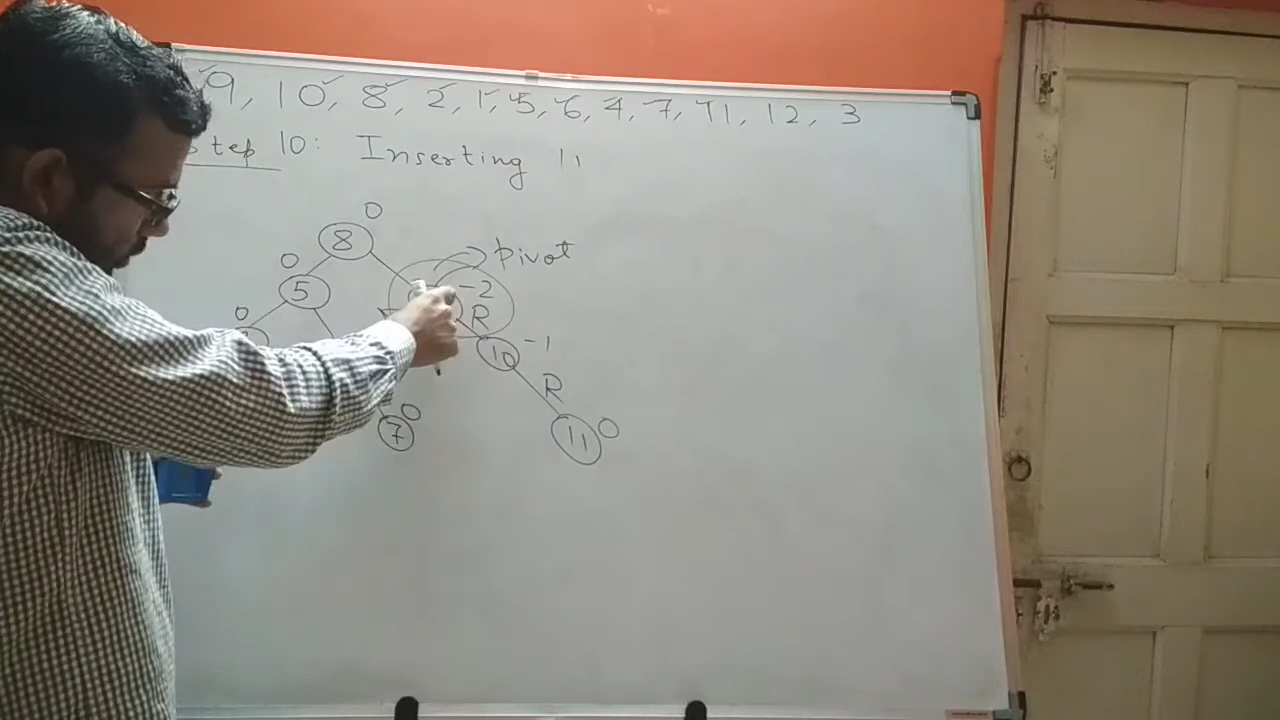 9, 10, 8, 2, 1, 5, 6, 4, 7, 11, 12, 3
Step 10: Inserting 11
0
8
0
5
pivot
-2
R
0
10
-1
R
0
7
11
0